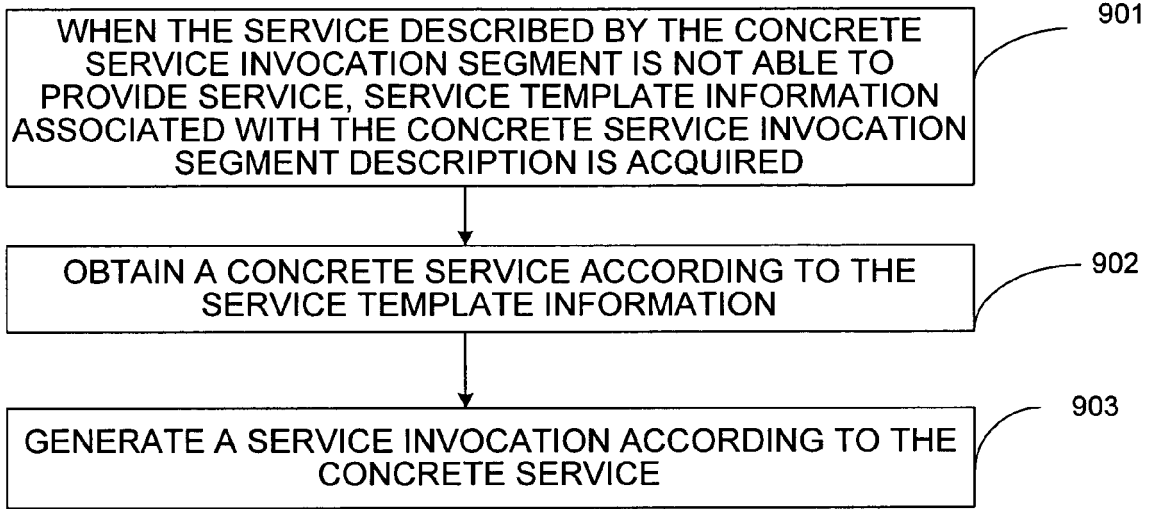 WHEN THE SERVICE DESCRIBED BY THE CONCRETE
SERVICE INVOCATION SEGMENT IS NOT ABLE TO
PROVIDE SERVICE, SERVICE TEMPLATE INFORMATION
ASSOCIATED WITH THE CONCRETE SERVICE INVOCATION
SEGMENT DESCRIPTION IS ACQUIRED
901
OBTAIN A CONCRETE SERVICE ACCORDING TO THE
SERVICE TEMPLATE INFORMATION
902
GENERATE A SERVICE INVOCATION ACCORDING TO THE
CONCRETE SERVICE
903